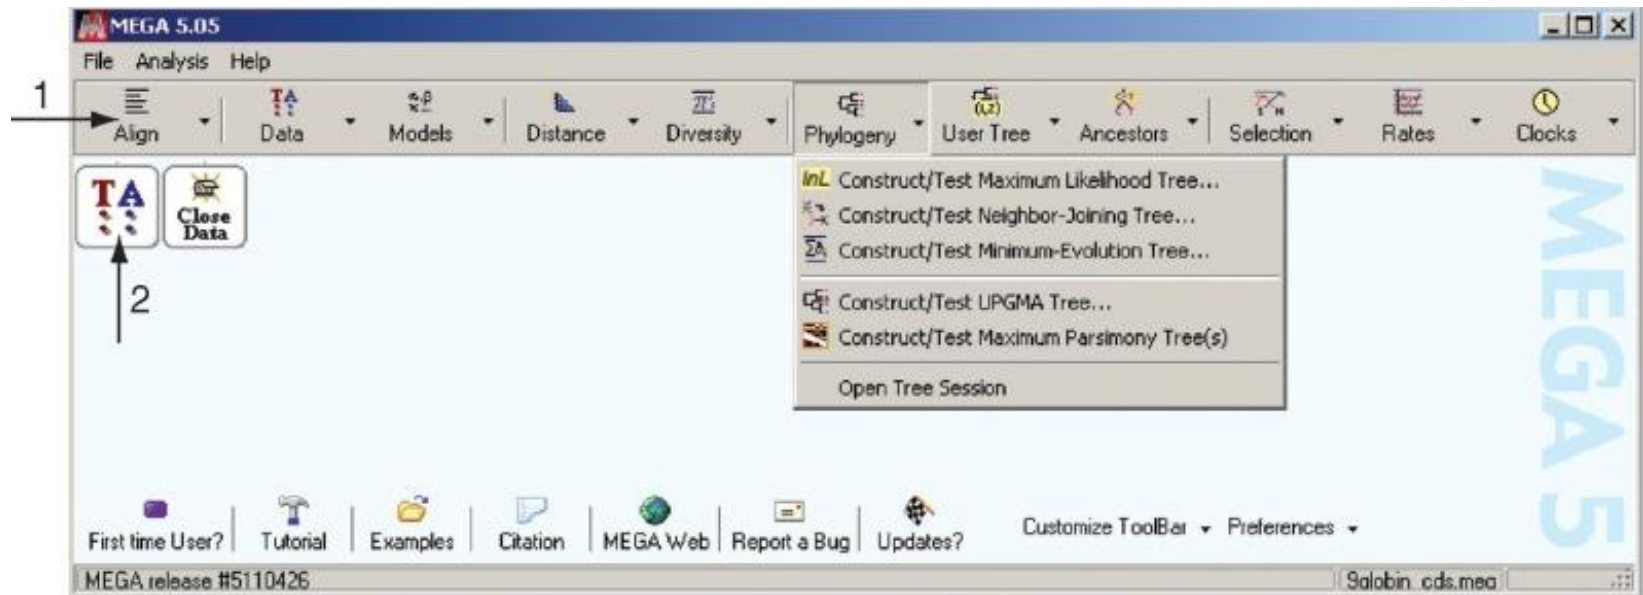 MEGA 5.05
File Analysis Help
1
Align Data Models Distance Diversity Phylogeny User Tree Ancestors Selection Rates Clocks
TA Close Data
2
lnL Construct/Test Maximum Likelihood Tree...
Construct/Test Neighbor-Joining Tree...
Construct/Test Minimum-Evolution Tree...
Construct/Test UPGMA Tree...
Construct/Test Maximum Parsimony Tree(s)
Open Tree Session
MEGA 5
First time User? Tutorial Examples Citation MEGA Web Report a Bug Updates? Customize ToolBar Preferences
MEGA release #5110426 9globin_cds.meg